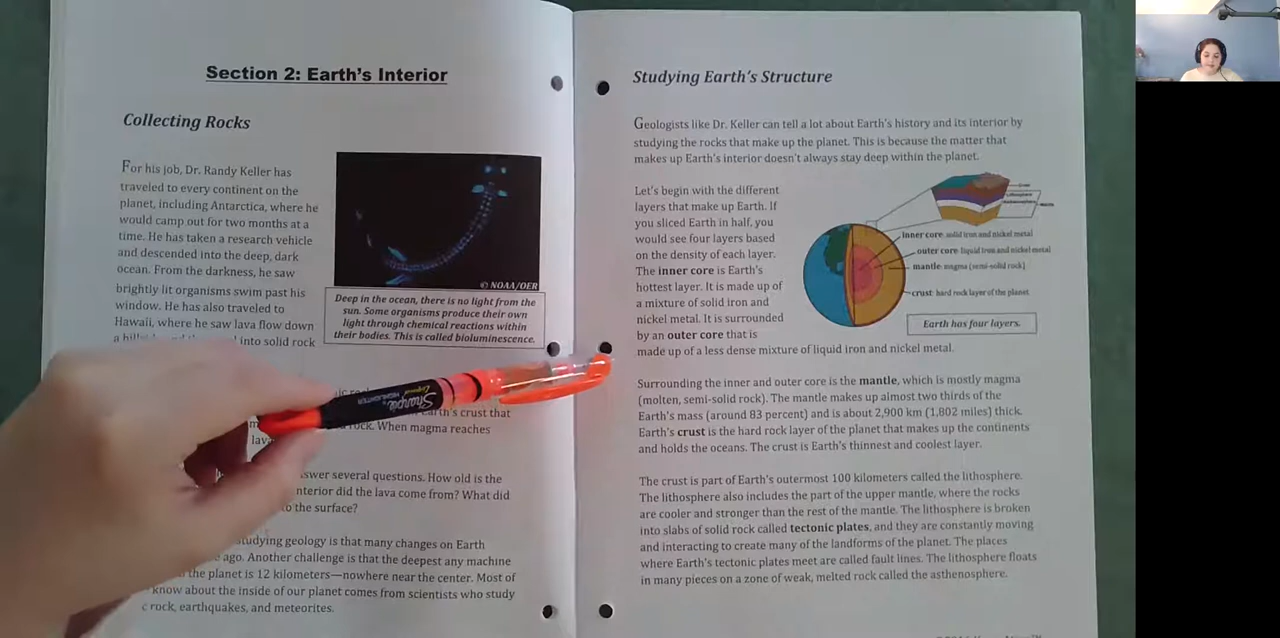 Section 2: Earth's Interior
Collecting Rocks
For his job, Dr. Randy Keller has
traveled to every continent on the
planet, including Antarctica, where he
would camp out for two months at a
time. He has taken a research vehicle
and descended into the deep, dark
ocean. From the darkness, he saw
brightly lit organisms swim past his
window. He has also traveled to
Hawaii, where he saw lava flow down
a into solid rock
© NOAA/OER
Deep in the ocean, there is no light from the
sun. Some organisms produce their own
light through chemical reactions within
their bodies. This is called bioluminescence.
Earth's crust that
rock. When magma reaches
lava
answer several questions. How old is the
interior did the lava come from? What did
to the surface?
studying geology is that many changes on Earth
ago. Another challenge is that the deepest any machine
the planet is 12 kilometers—nowhere near the center. Most of
know about the inside of our planet comes from scientists who study
rock, earthquakes, and meteorites.
Sharpie
HIGHLIGHTER
Studying Earth's Structure
Geologists like Dr. Keller can tell a lot about Earth's history and its interior by
studying the rocks that make up the planet. This is because the matter that
makes up Earth's interior doesn't always stay deep within the planet.
Let's begin with the different
layers that make up Earth. If
you sliced Earth in half, you
would see four layers based
on the density of each layer.
The inner core is Earth's
hottest layer. It is made up of
a mixture of solid iron and
nickel metal. It is surrounded
by an outer core that is
made up of a less dense mixture of liquid iron and nickel metal.
inner core: solid iron and nickel metal
outer core: liquid iron and nickel metal
mantle: magma (semi-solid rock)
crust: hard rock layer of the planet
Earth has four layers.
Surrounding the inner and outer core is the mantle, which is mostly magma
(molten, semi-solid rock). The mantle makes up almost two thirds of the
Earth's mass (around 83 percent) and is about 2,900 km (1,802 miles) thick.
Earth's crust is the hard rock layer of the planet that makes up the continents
and holds the oceans. The crust is Earth's thinnest and coolest layer.
The crust is part of Earth's outermost 100 kilometers called the lithosphere.
The lithosphere also includes the part of the upper mantle, where the rocks
are cooler and stronger than the rest of the mantle. The lithosphere is broken
into slabs of solid rock called tectonic plates, and they are constantly moving
and interacting to create many of the landforms of the planet. The places
where Earth's tectonic plates meet are called fault lines. The lithosphere floats
in many pieces on a zone of weak, melted rock called the asthenosphere.